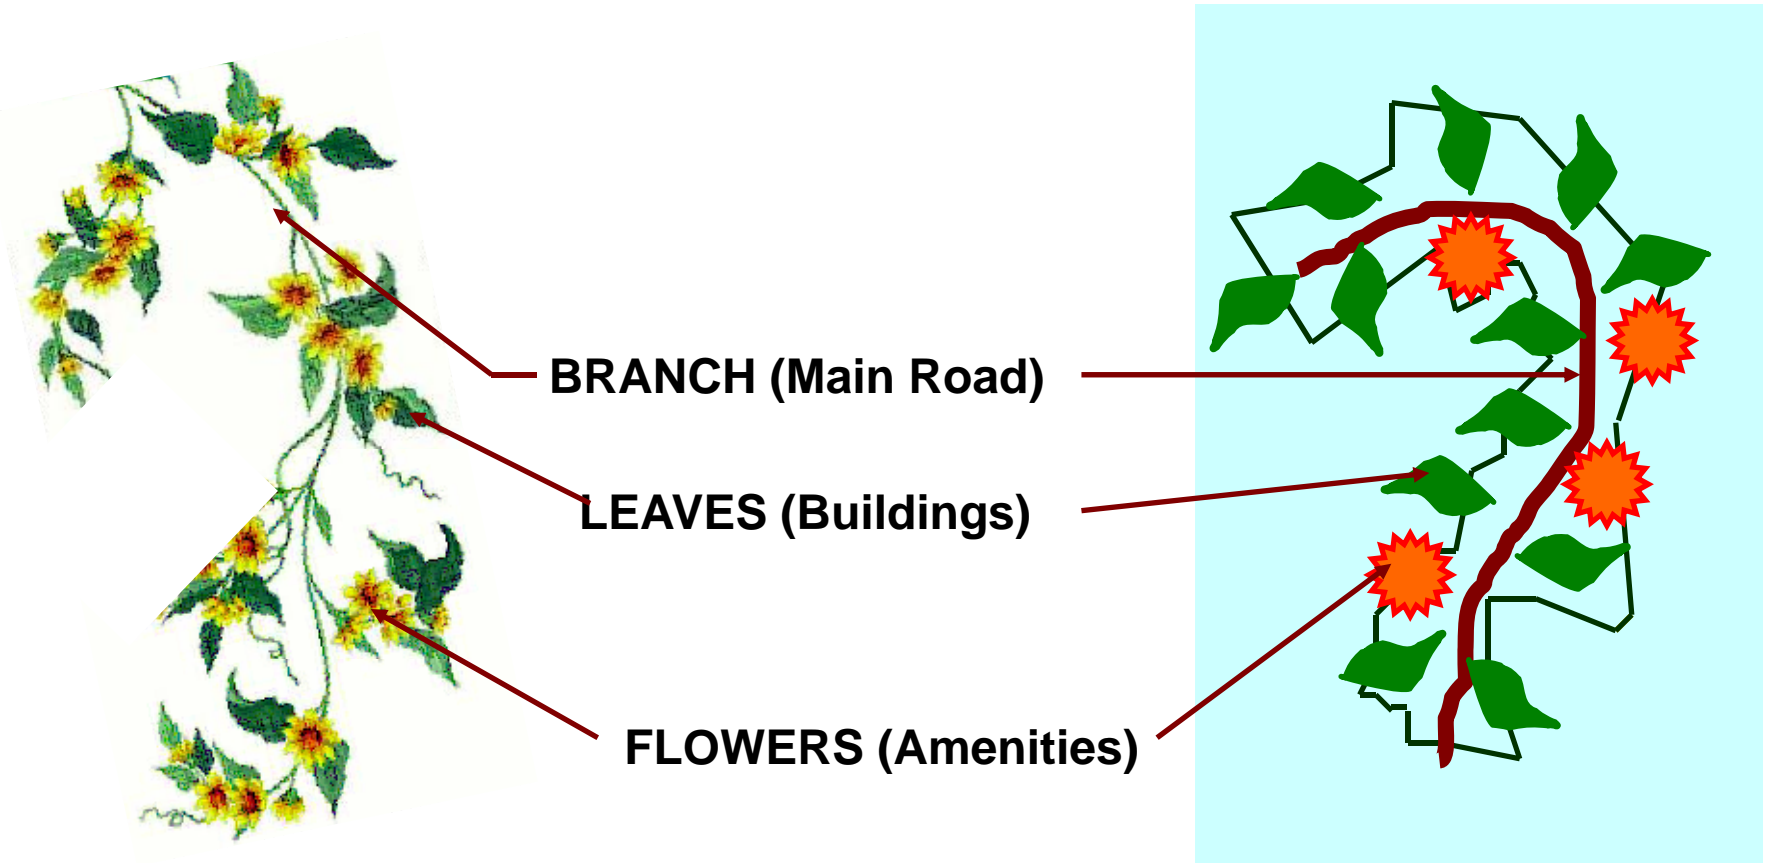 BRANCH (Main Road)
LEAVES (Buildings)
FLOWERS (Amenities)